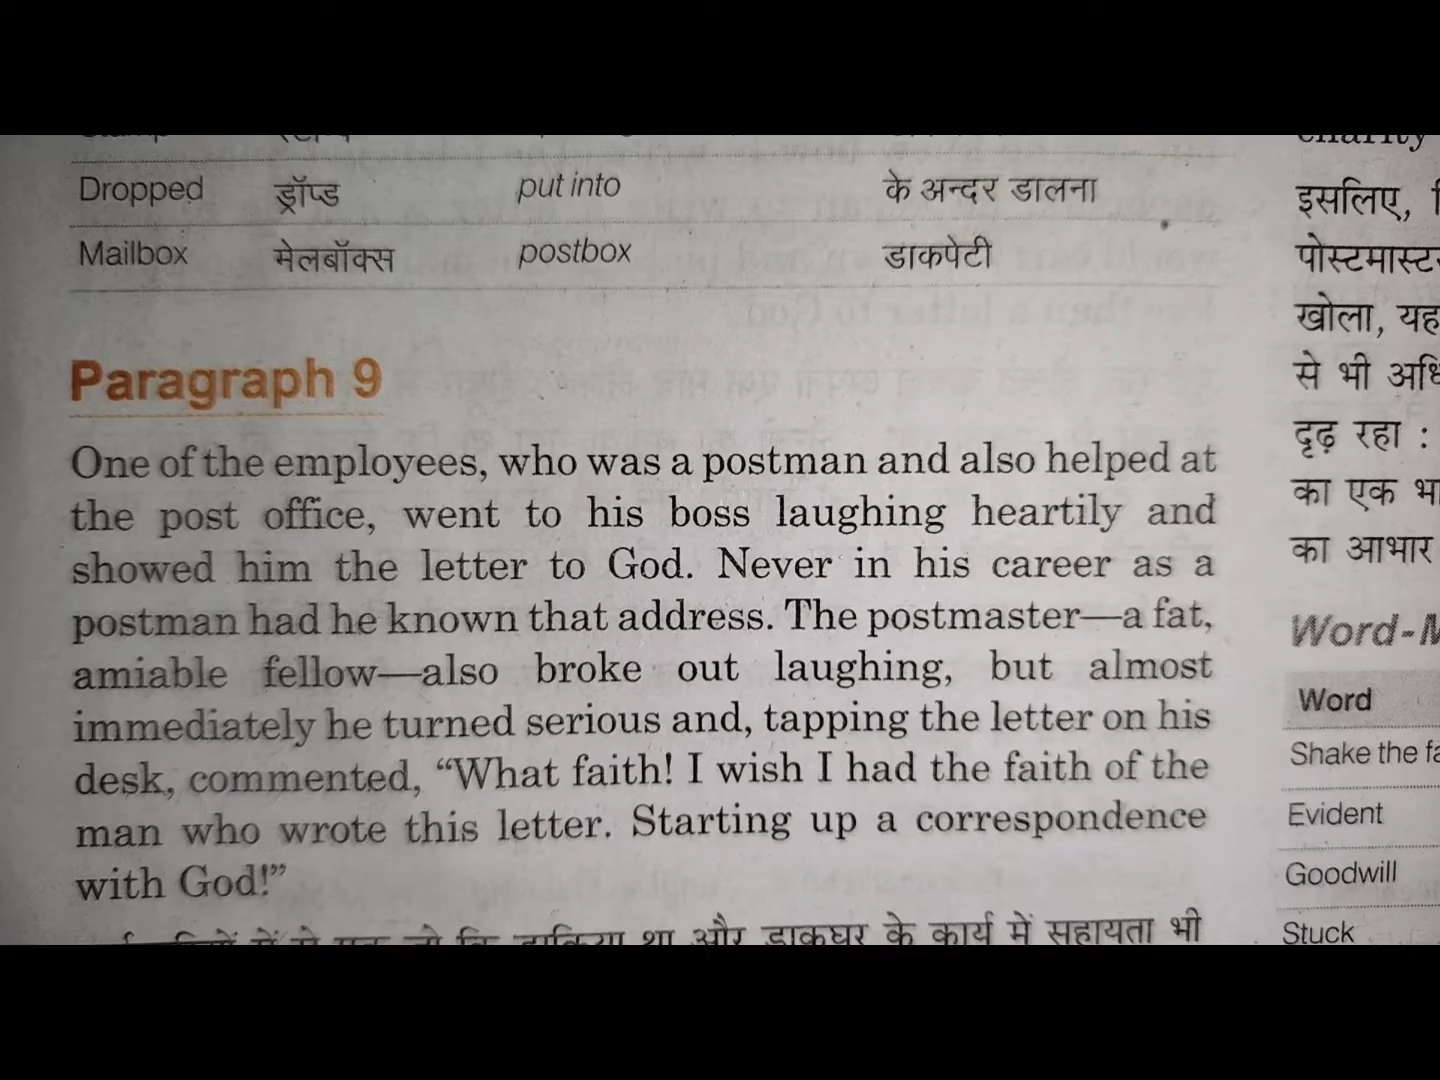 Dropped ड्रॉप्ड put into के अन्दर डालना
Mailbox मेलबॉक्स postbox डाकपेटी
Paragraph 9
One of the employees, who was a postman and also helped at
the post office, went to his boss laughing heartily and
showed him the letter to God. Never in his career as a
postman had he known that address. The postmaster—a fat,
amiable fellow—also broke out laughing, but almost
immediately he turned serious and, tapping the letter on his
desk, commented, “What faith! I wish I had the faith of the
man who wrote this letter. Starting up a correspondence
with God!”
था और डाकघर के कार्य में सहायता भी
charity
इसलिए,
पोस्टमास्टर
खोला, यह
से भी
दृढ़ रहा :
का एक
का आभार
Word-M
Word
Shake the fa
Evident
Goodwill
Stuck